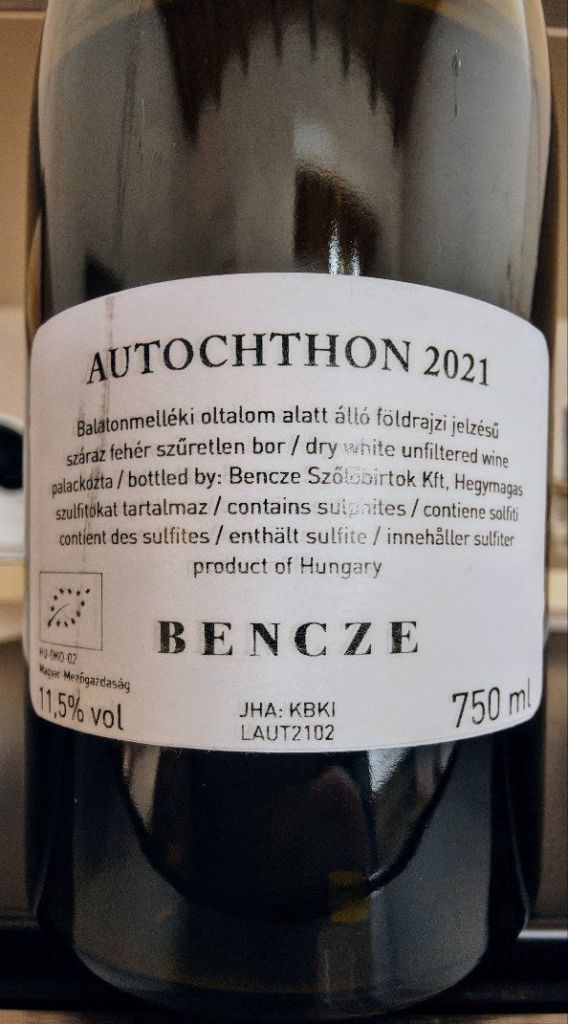 AUTOCHTHON 2021
Balatonmelléki oltalom alatt álló földrajzi jelzésű
száraz fehér szűretlen bor / dry white unfiltered wine
palackozta / bottled by: Bencze Szőlőbirtok Kft, Hegymagas
szulfitokat tartalmaz / contains sulphites / contiene solfiti
contient des sulfites / enthält sulfite / innehåller sulfiter
product of Hungary
BENCZE
HU-ÖKO-02
Magyar Mezőgazdaság
11,5% vol
JHA: KBKI
LAUT2102
750 ml